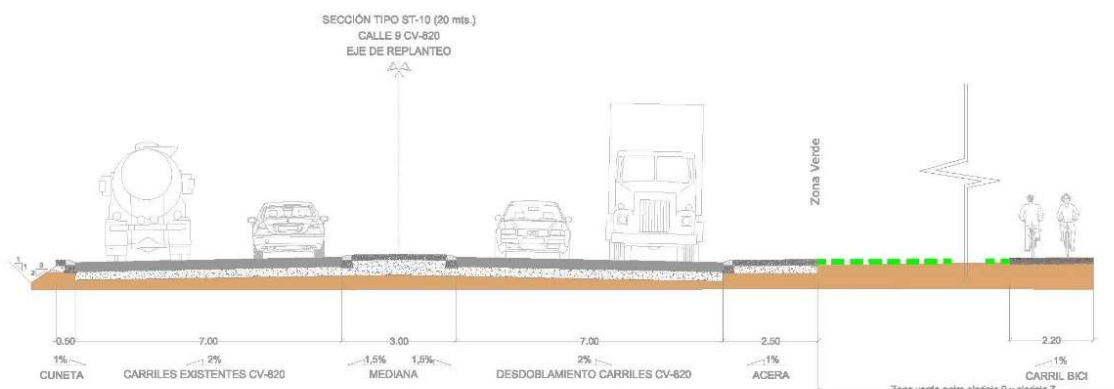 SECCIÓN TIPO ST-10 (20 mts.)
CALLE 9 CV-820
EJE DE REPLANTEO
Zona Verde
0.50 7.00 3.00 7.00 2.50 2.20
1% 2% 1,5% 1,5% 2% 1% 1%
CUNETA CARRILES EXISTENTES CV-820 MEDIANA DESDOBLAMIENTO CARRILES CV-820 ACERA CARRIL BICI